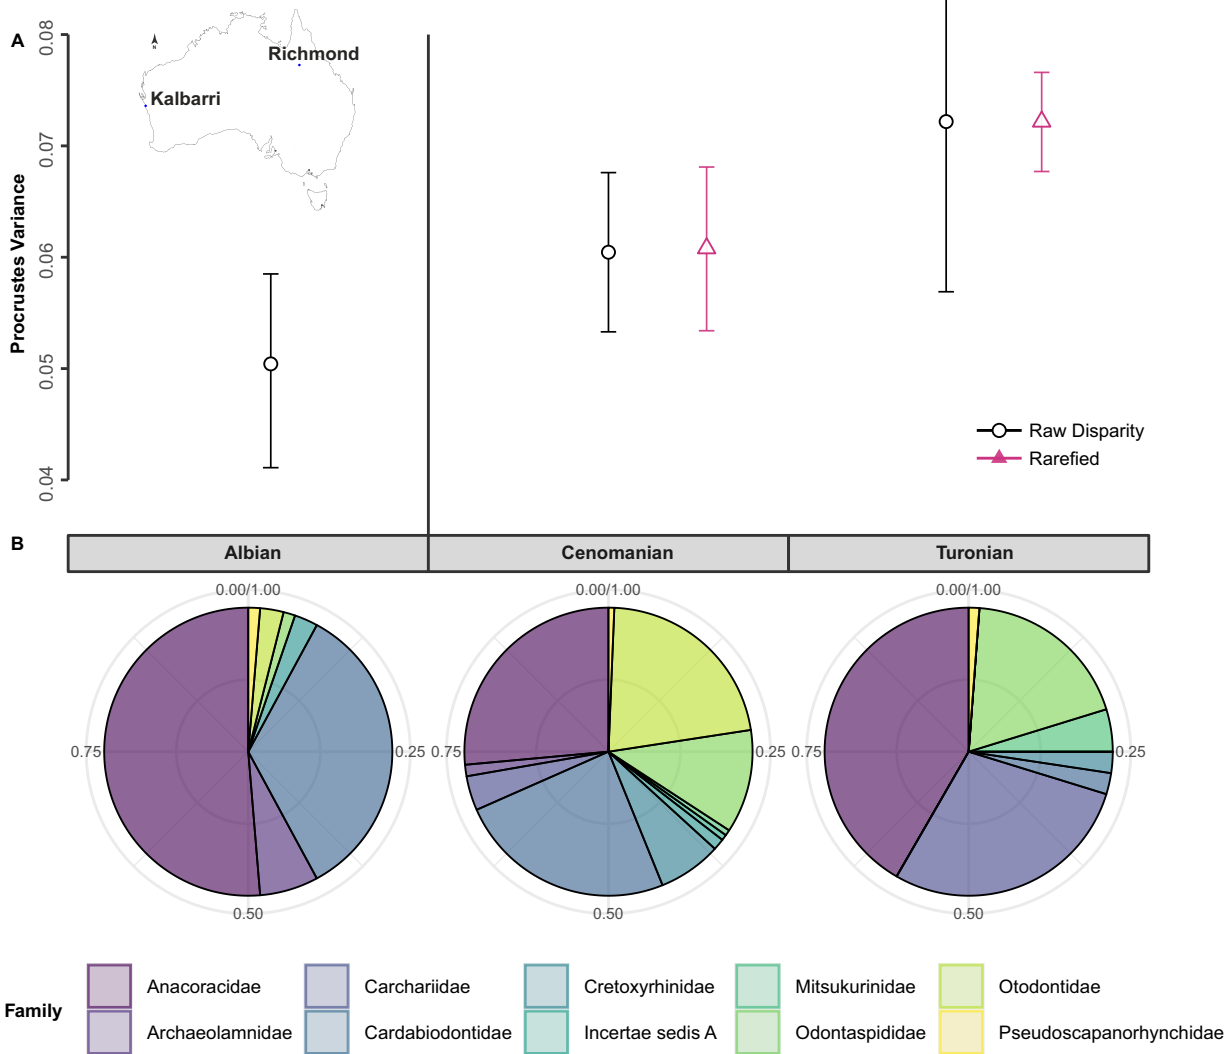 A
0.08
0.07
0.06
0.05
0.04
Procrustes Variance
N
Richmond
Kalbarri
Raw Disparity
Rarefied
B
Albian
Cenomanian
Turonian
0.00/1.00
0.00/1.00
0.00/1.00
0.75
0.25
0.75
0.25
0.75
0.25
0.50
0.50
0.50
Family
Anacoracidae
Carchariidae
Cretoxyrhinidae
Mitsukurinidae
Otodontidae
Archaeolamnidae
Cardabiodontidae
Incertae sedis A
Odontaspididae
Pseudoscapanorhynchidae